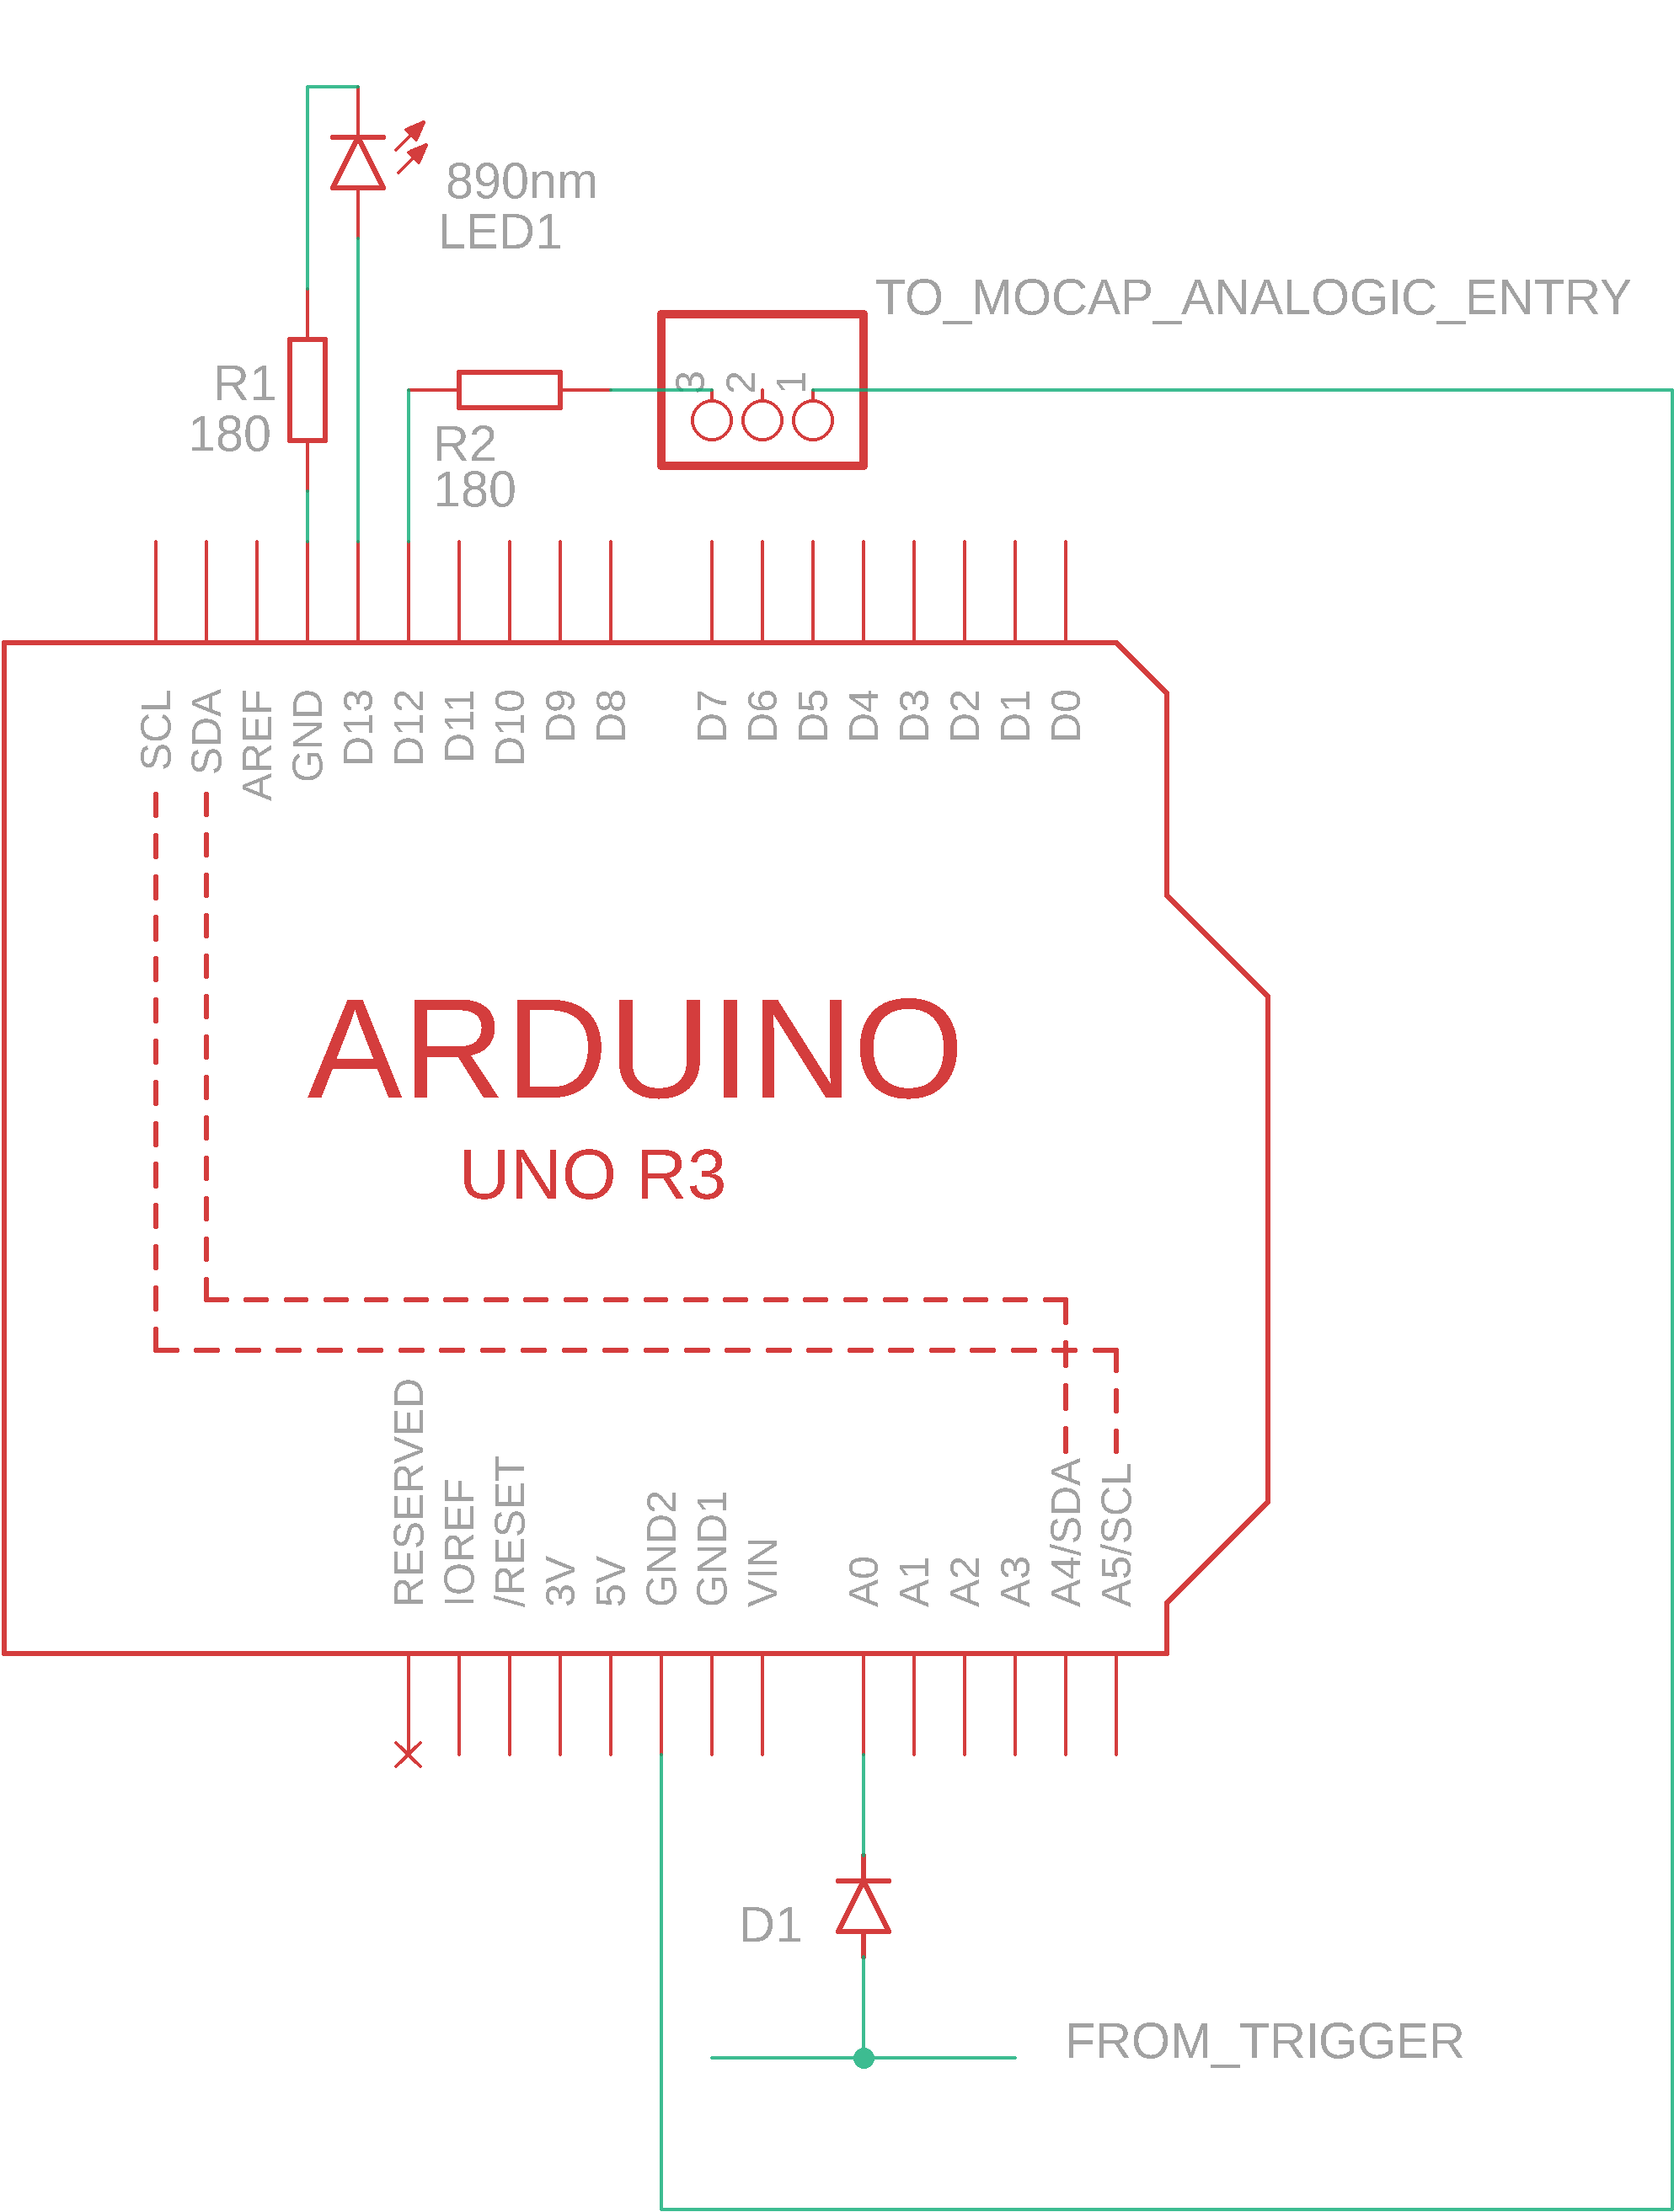 890nm
LED1
TO_MOCAP_ANALOGIC_ENTRY
R1
180
3
2
1
R2
180
SCL
SDA
AREF
GND
D13
D12
D11
D10
D9
D8
D7
D6
D5
D4
D3
D2
D1
D0
ARDUINO
UNO R3
RESERVED
IOREF
/RESET
3V
5V
GND2
GND1
VIN
A0
A1
A2
A3
A4/SDA
A5/SCL
D1
FROM_TRIGGER